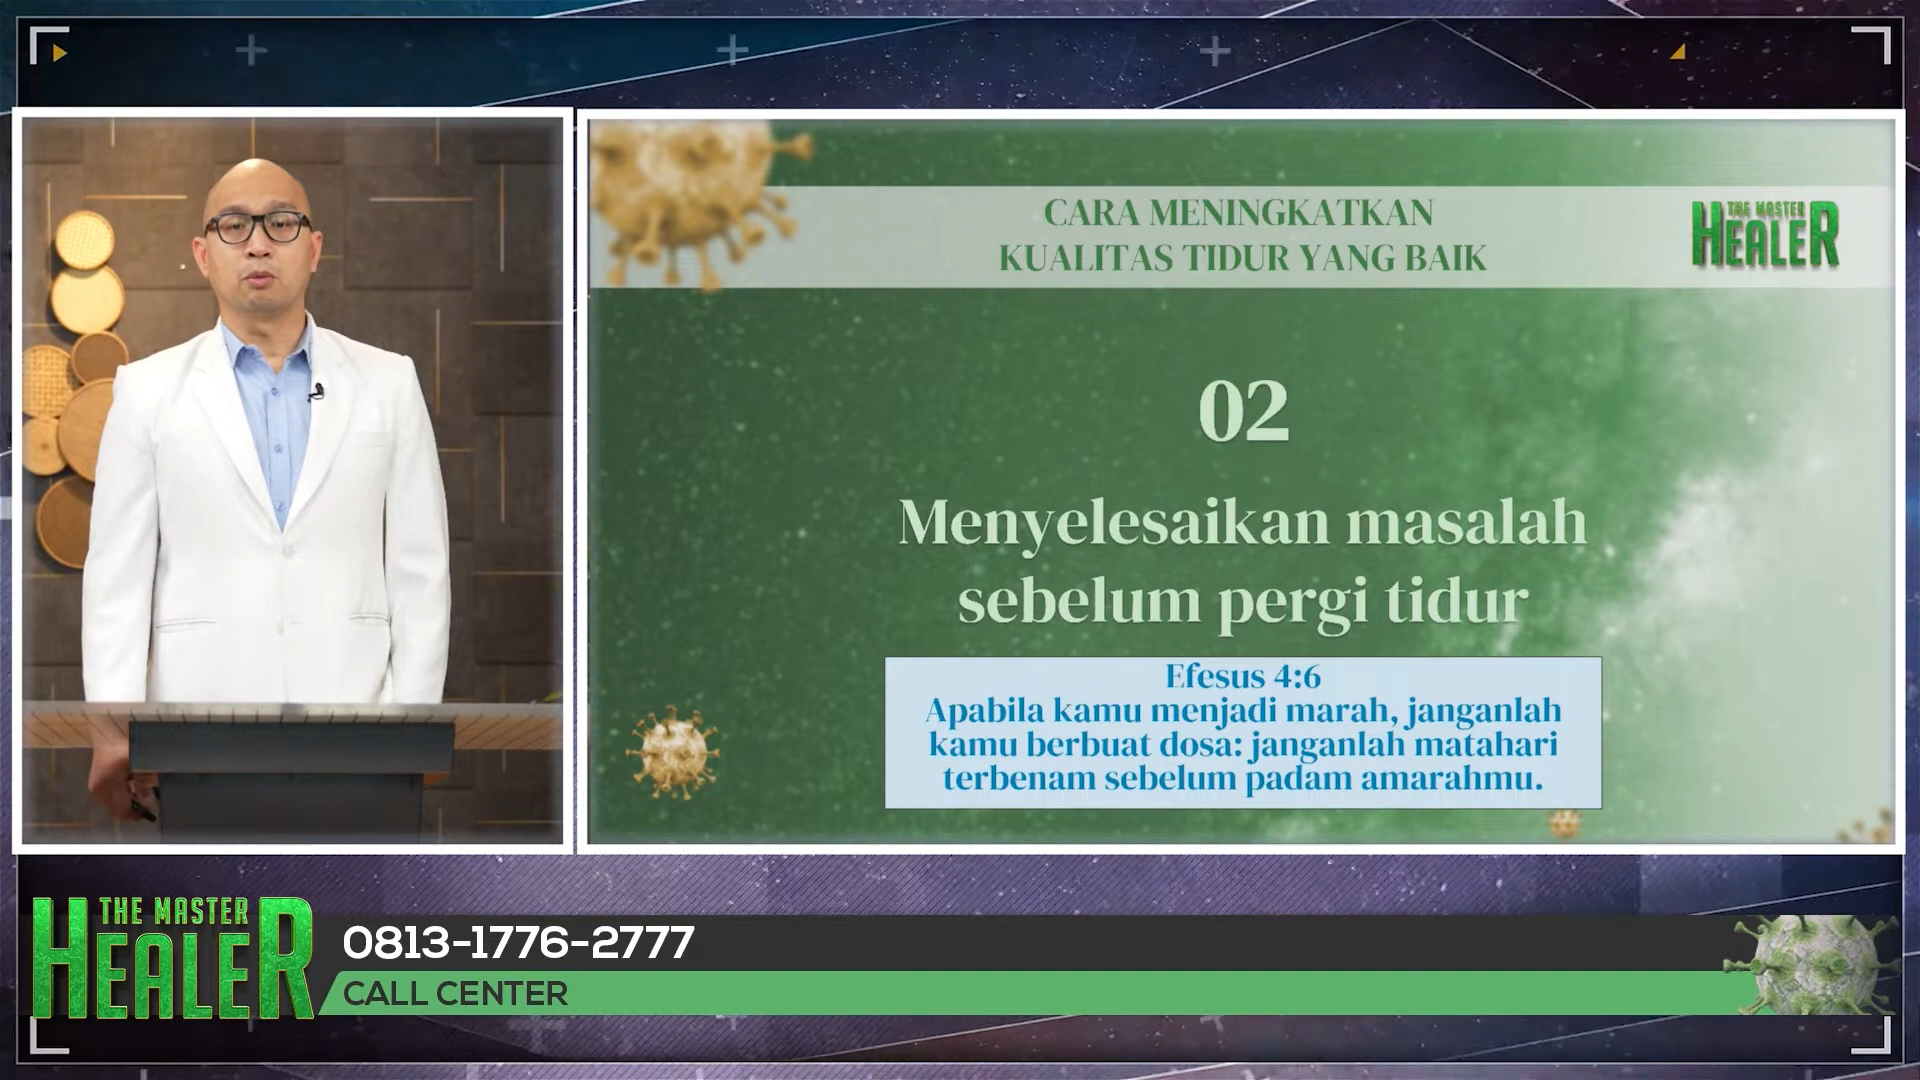 CARA MENINGKATKAN
KUALITAS TIDUR YANG BAIK
THE MASTER
HEALER
02
Menyelesaikan masalah
sebelum pergi tidur
Efesus 4:6
Apabila kamu menjadi marah, janganlah
kamu berbuat dosa: janganlah matahari
terbenam sebelum padam amarahmu.
THE MASTER
HEALER
0813-1776-2777
CALL CENTER